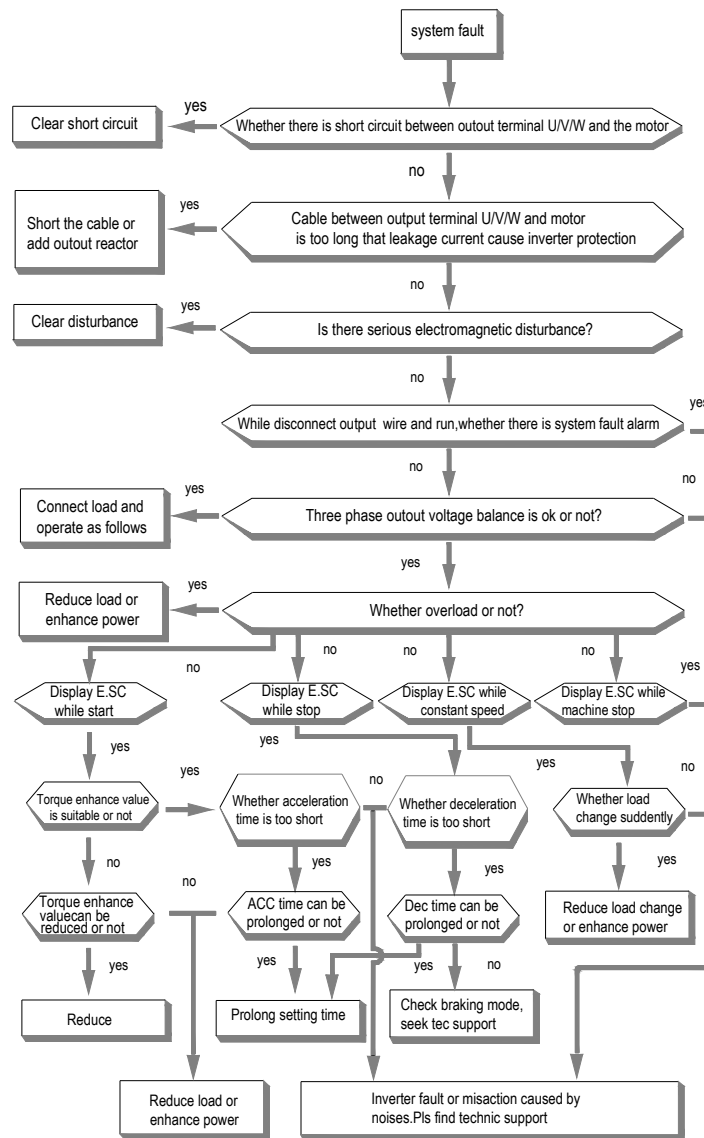 system fault
yes
Clear short circuit
Whether there is short circuit between outout terminal U/V/W and the motor
no
yes
Short the cable or
add outout reactor
Cable between output terminal U/V/W and motor
is too long that leakage current cause inverter protection
no
yes
Clear disturbance
Is there serious electromagnetic disturbance?
no
yes
While disconnect output wire and run,whether there is system fault alarm
no
no
yes
Connect load and
operate as follows
Three phase outout voltage balance is ok or not?
yes
yes
Reduce load or
enhance power
Whether overload or not?
no
no
no
no
yes
Display E.SC
while start
Display E.SC
while stop
Display E.SC while
constant speed
Display E.SC while
machine stop
yes
yes
yes
no
yes
no
Torque enhance value
is suitable or not
Whether acceleration
time is too short
Whether deceleration
time is too short
Whether load
change suddently
no
yes
yes
yes
no
Torque enhance
valuecan be
reduced or not
ACC time can be
prolonged or not
Dec time can be
prolonged or not
Reduce load change
or enhance power
yes
yes
yes
no
Reduce
Prolong setting time
Check braking mode,
seek tec support
Reduce load or
enhance power
Inverter fault or misaction caused by
noises.Pls find technic support